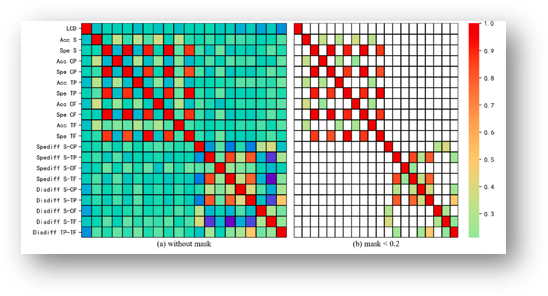 LCD
Acc S
Spe S
Acc CP
Spe CP
Acc TP
Spe TP
Acc CF
Spe CF
Acc TF
Spe TF
Spediff S-CP
Spediff S-TP
Spediff S-CF
Spediff S-TF
Disdiff S-CP
Disdiff S-TP
Disdiff S-CF
Disdiff S-TF
Disdiff TP-TF
(a) without mask
(b) mask < 0.2
1.0
0.9
0.8
0.7
0.6
0.5
0.4
0.3